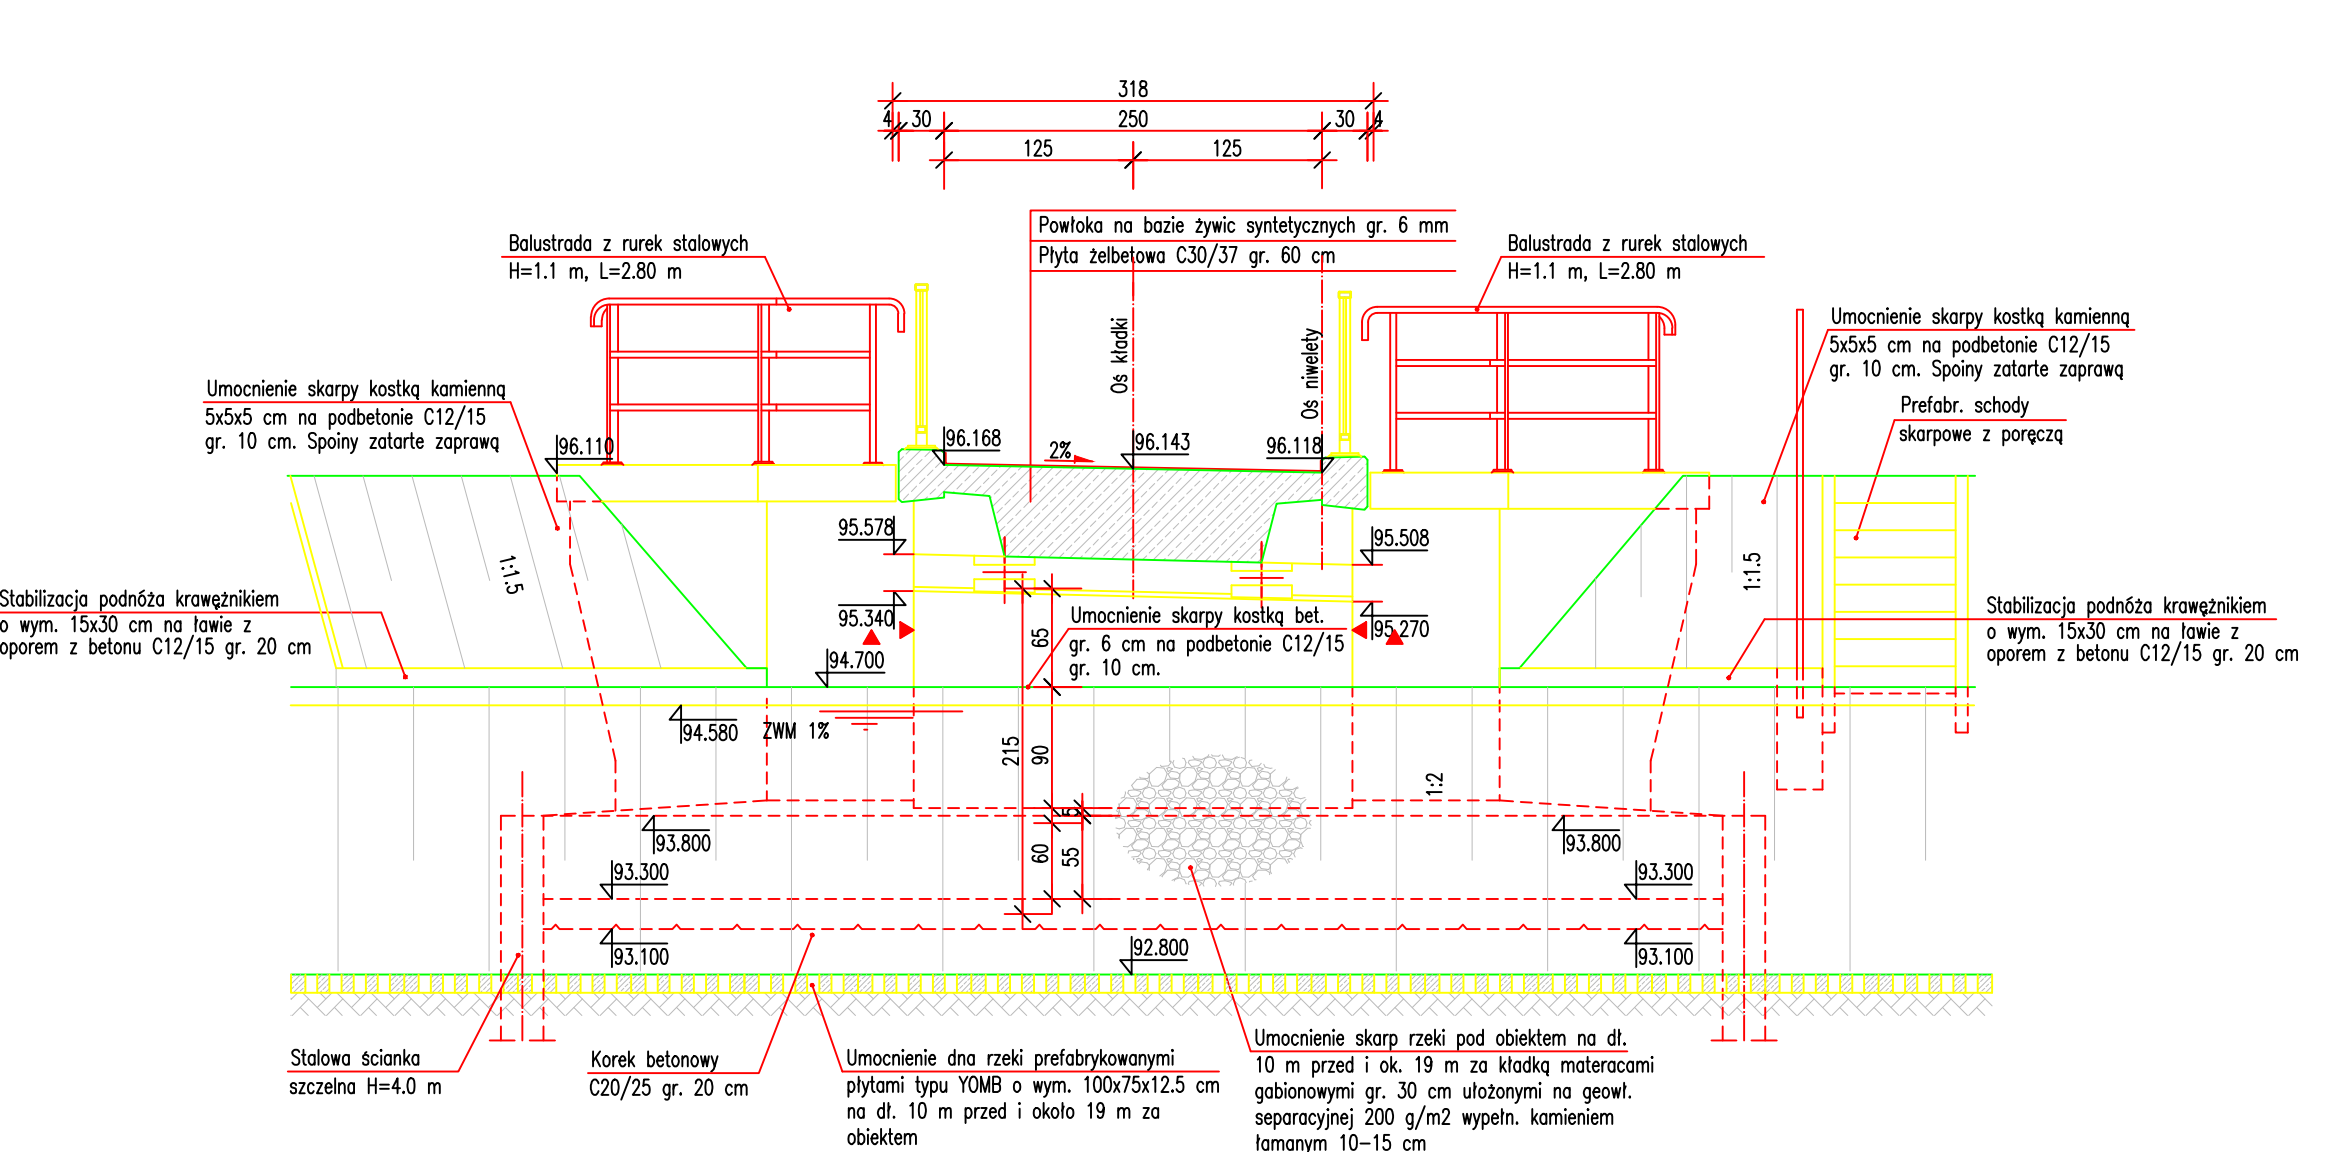 318
4 30 250 30 4
125 125
Powłoka na bazie żywic syntetycznych gr. 6 mm
Płyta żelbetowa C30/37 gr. 60 cm
Balustrada z rurek stalowych
H=1.1 m, L=2.80 m
Balustrada z rurek stalowych
H=1.1 m, L=2.80 m
Oś kładki
Oś niwelety
Umocnienie skarpy kostką kamienną
5x5x5 cm na podbetonie C12/15
gr. 10 cm. Spoiny zatarte zaprawą
Umocnienie skarpy kostką kamienną
5x5x5 cm na podbetonie C12/15
gr. 10 cm. Spoiny zatarte zaprawą
Prefabr. schody
skarpowe z poręczą
96.110
96.168
2%
96.143
96.118
95.578
95.508
1:1.5
1:1.5
Stabilizacja podnóża krawężnikiem
o wym. 15x30 cm na ławie z
oporem z betonu C12/15 gr. 20 cm
95.340
95.270
Umocnienie skarpy kostką bet.
gr. 6 cm na podbetonie C12/15
gr. 10 cm.
Stabilizacja podnóża krawężnikiem
o wym. 15x30 cm na ławie z
oporem z betonu C12/15 gr. 20 cm
65
94.700
94.580
ZWM 1%
215
90
1:2
5
60
55
93.800
93.800
93.300
93.300
93.100
92.800
93.100
Stalowa ścianka
szczelna H=4.0 m
Korek betonowy
C20/25 gr. 20 cm
Umocnienie dna rzeki prefabrykowanymi
płytami typu YOMB o wym. 100x75x12.5 cm
na dł. 10 m przed i około 19 m za
obiektem
Umocnienie skarp rzeki pod obiektem na dł.
10 m przed i ok. 19 m za kładką materacami
gabionowymi gr. 30 cm ułożonymi na geowł.
separacyjnej 200 g/m2 wypełn. kamieniem
łamanym 10-15 cm